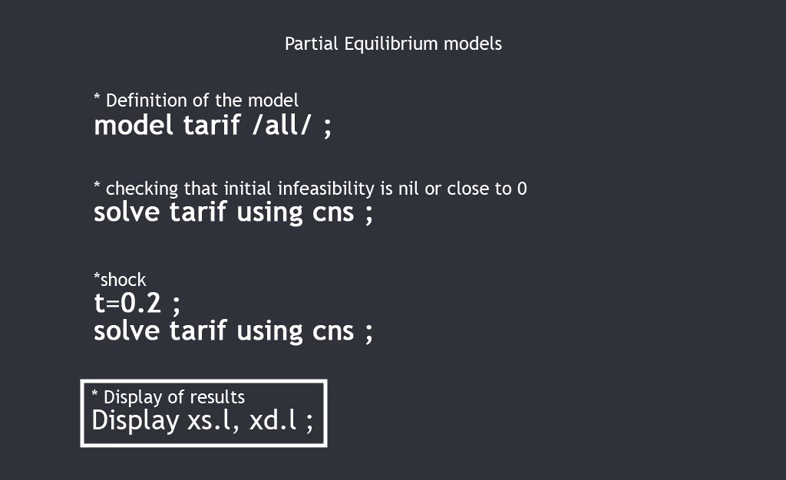 Partial Equilibrium models
* Definition of the model
model tarif /all/ ;
* checking that initial infeasibility is nil or close to 0
solve tarif using cns ;
*shock
t=0.2 ;
solve tarif using cns ;
* Display of results
Display xs.l, xd.l ;